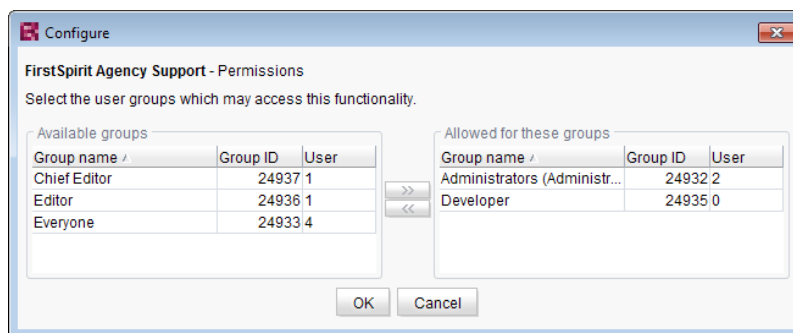 Configure
FirstSpirit Agency Support - Permissions
Select the user groups which may access this functionality.
Available groups
Group name Group ID User
Chief Editor 24937 1
Editor 24936 1
Everyone 24933 4
>>
<<
Allowed for these groups
Group name Group ID User
Administrators (Administr... 24932 2
Developer 24935 0
OK Cancel